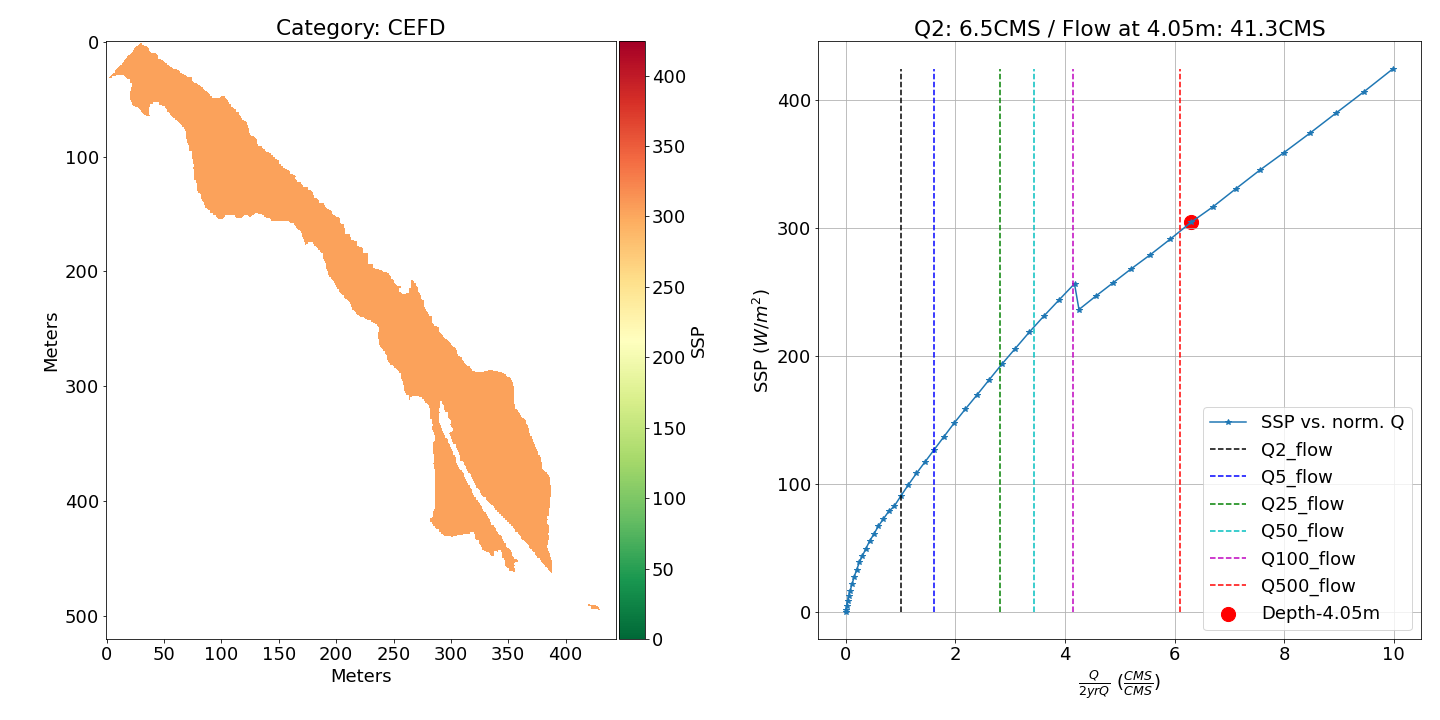 Category: CEFD
0
100
200
300
400
500
Meters
0
50
100
150
200
250
300
350
400
Meters
400
350
300
250
200
150
100
50
0
SSP
Q2: 6.5CMS / Flow at 4.05m: 41.3CMS
400
300
200
100
0
SSP (W/m²)
0
2
4
6
8
10
Q/2yrQ (CMS/CMS)
SSP vs. norm. Q
Q2_flow
Q5_flow
Q25_flow
Q50_flow
Q100_flow
Q500_flow
Depth-4.05m